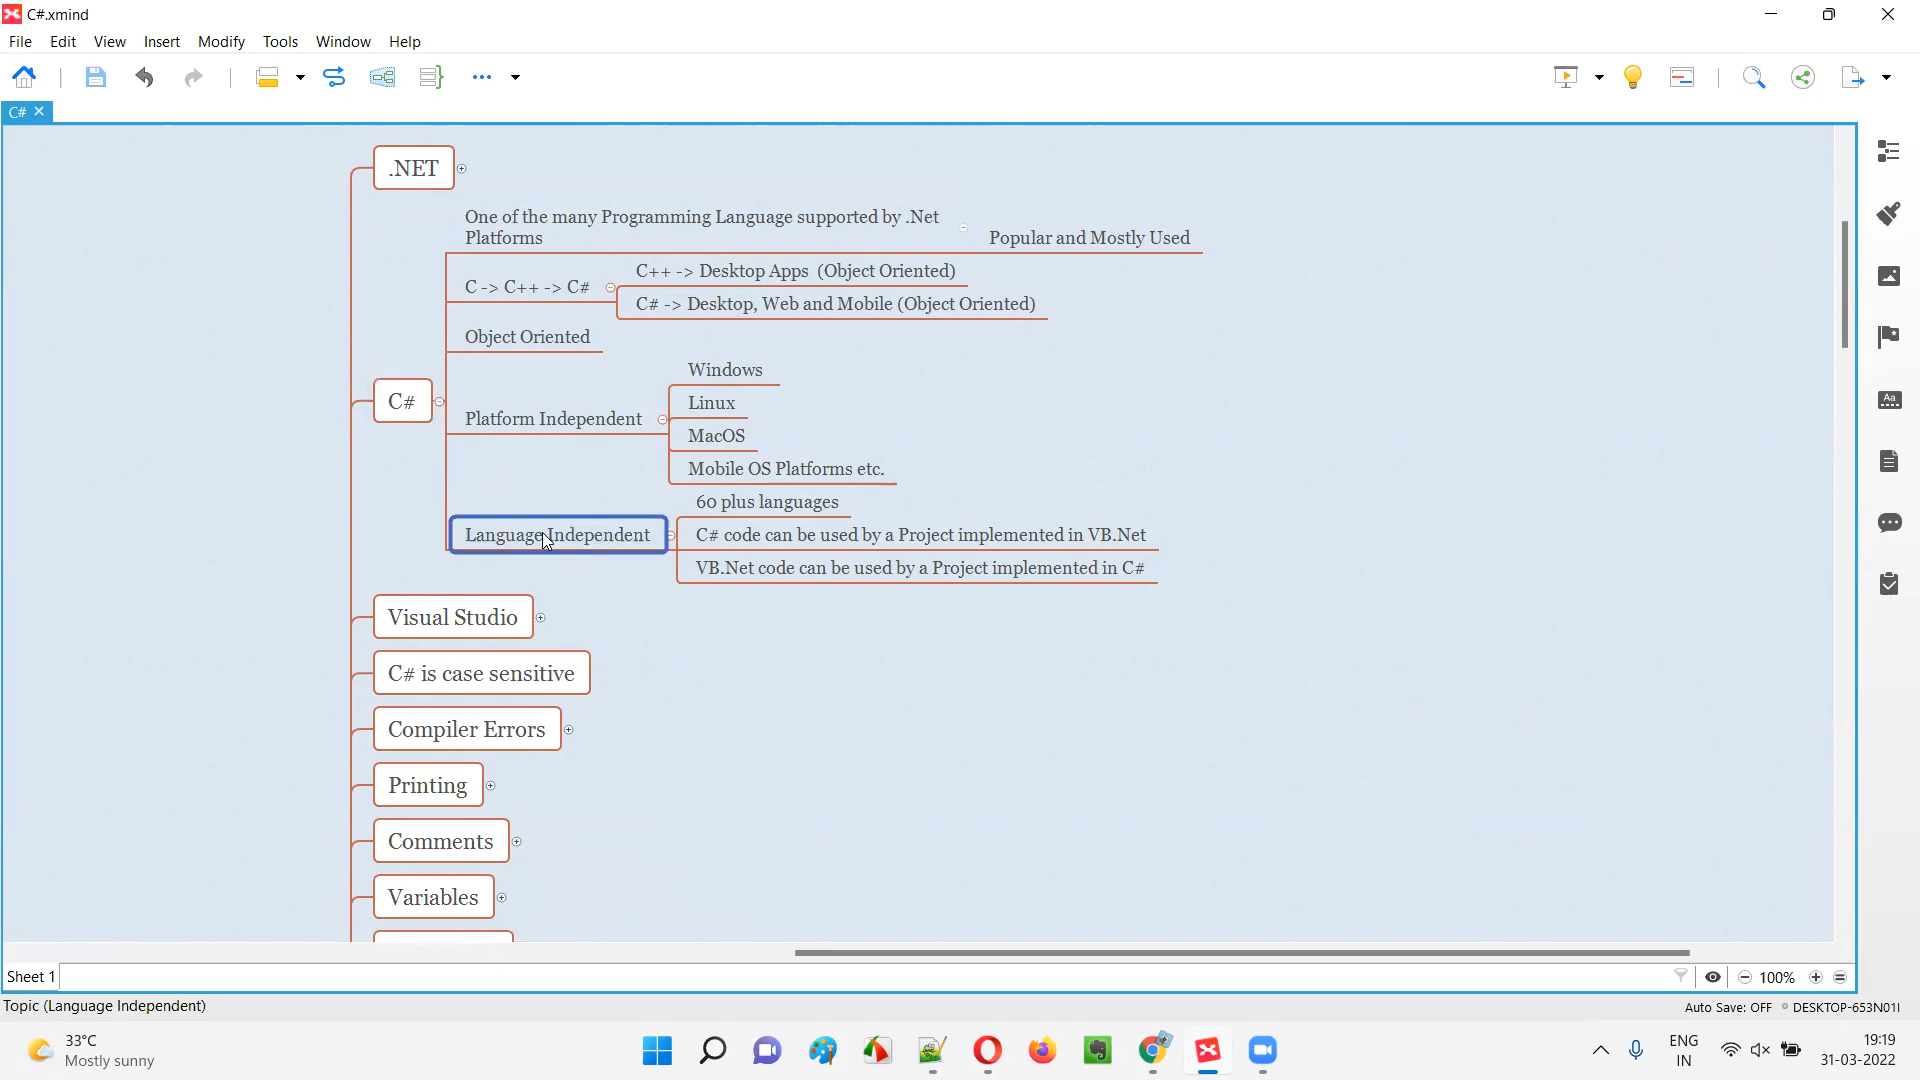 C#.xmind
File Edit View Insert Modify Tools Window Help
C#
.NET
One of the many Programming Language supported by .Net
Platforms
Popular and Mostly Used
C -> C++ -> C#
C++ -> Desktop Apps (Object Oriented)
C# -> Desktop, Web and Mobile (Object Oriented)
Object Oriented
C#
Platform Independent
Windows
Linux
MacOS
Mobile OS Platforms etc.
Language Independent
60 plus languages
C# code can be used by a Project implemented in VB.Net
VB.Net code can be used by a Project implemented in C#
Visual Studio
C# is case sensitive
Compiler Errors
Printing
Comments
Variables
Sheet 1
100%
Topic (Language Independent)
Auto Save: OFF
DESKTOP-653N01I
33°C
Mostly sunny
ENG
IN
19:19
31-03-2022
Aa